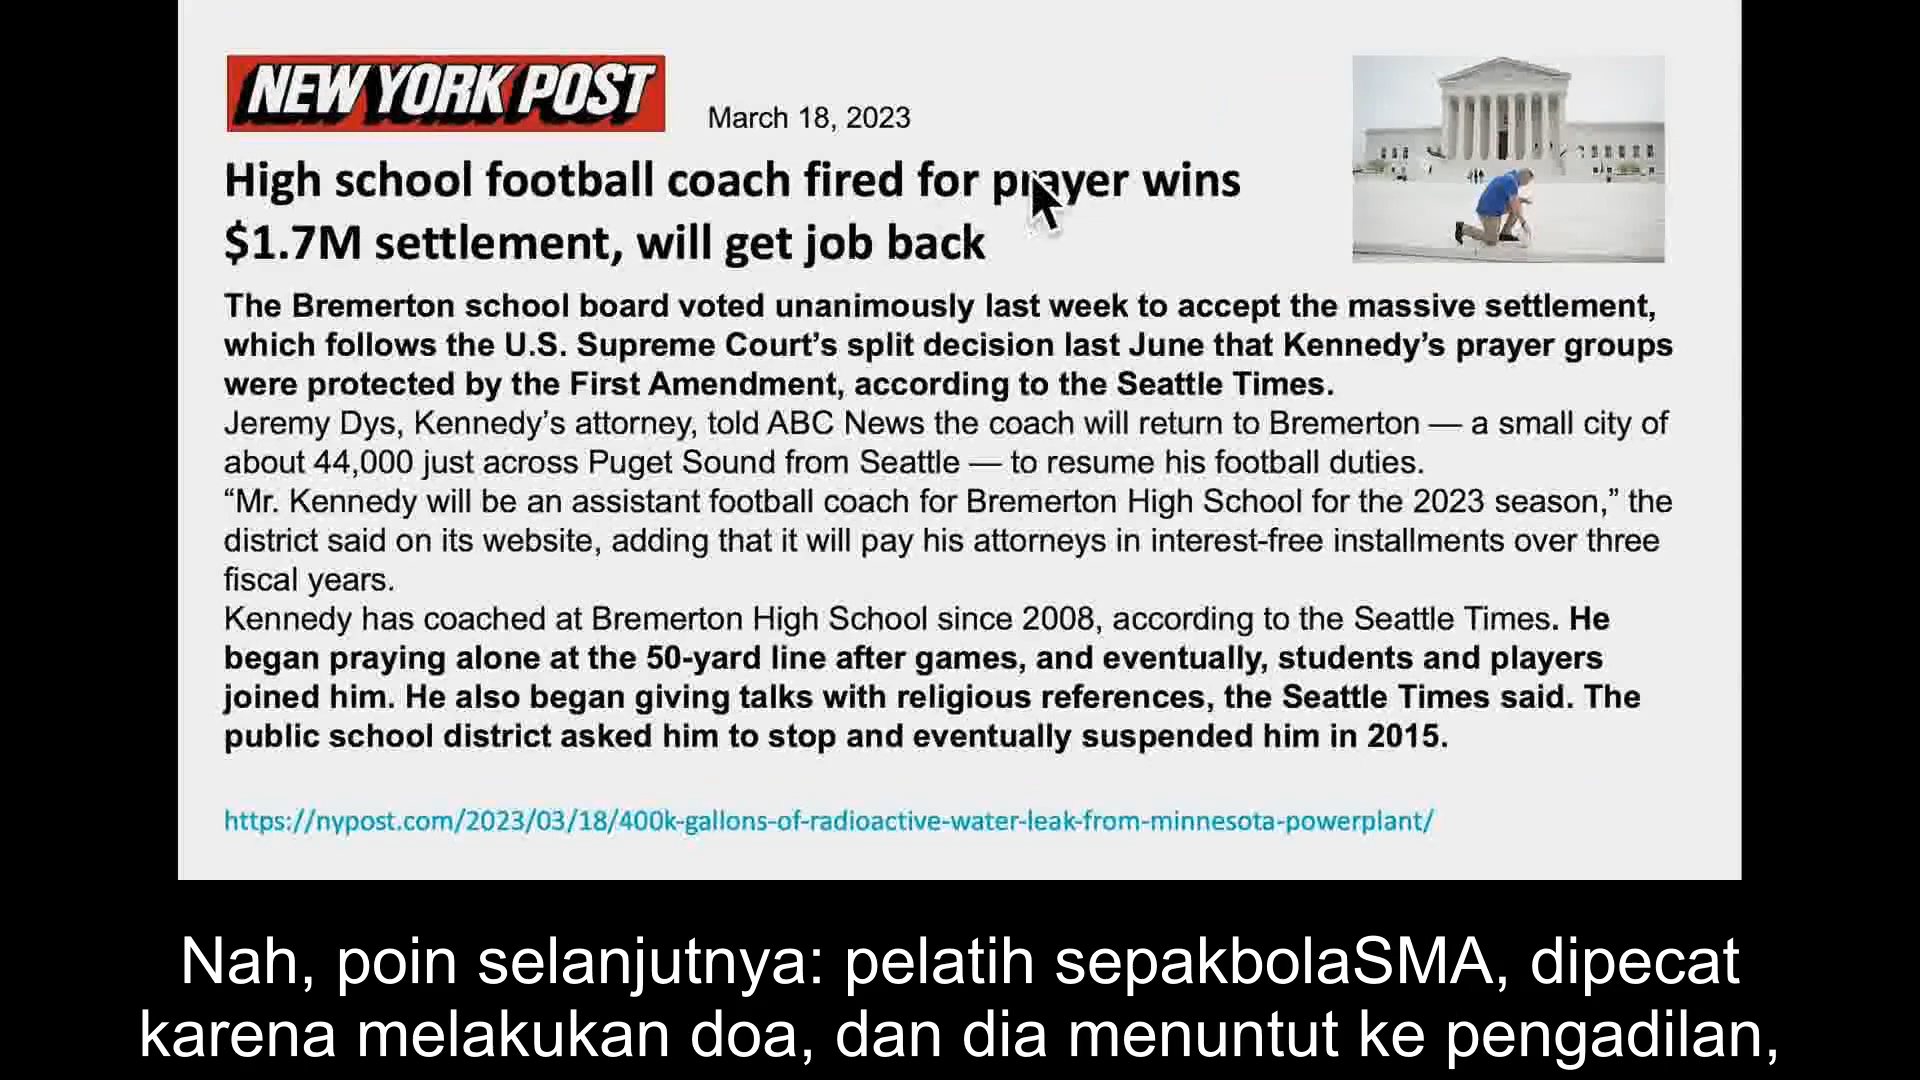 NEW YORK POST
March 18, 2023
High school football coach fired for prayer wins
$1.7M settlement, will get job back
The Bremerton school board voted unanimously last week to accept the massive settlement,
which follows the U.S. Supreme Court’s split decision last June that Kennedy’s prayer groups
were protected by the First Amendment, according to the Seattle Times.
Jeremy Dys, Kennedy’s attorney, told ABC News the coach will return to Bremerton — a small city of
about 44,000 just across Puget Sound from Seattle — to resume his football duties.
“Mr. Kennedy will be an assistant football coach for Bremerton High School for the 2023 season,” the
district said on its website, adding that it will pay his attorneys in interest-free installments over three
fiscal years.
Kennedy has coached at Bremerton High School since 2008, according to the Seattle Times. He
began praying alone at the 50-yard line after games, and eventually, students and players
joined him. He also began giving talks with religious references, the Seattle Times said. The
public school district asked him to stop and eventually suspended him in 2015.
https://nypost.com/2023/03/18/400k-gallons-of-radioactive-water-leak-from-minnesota-powerplant/
Nah, poin selanjutnya: pelatih sepakbolaSMA, dipecat
karena melakukan doa, dan dia menuntut ke pengadilan,